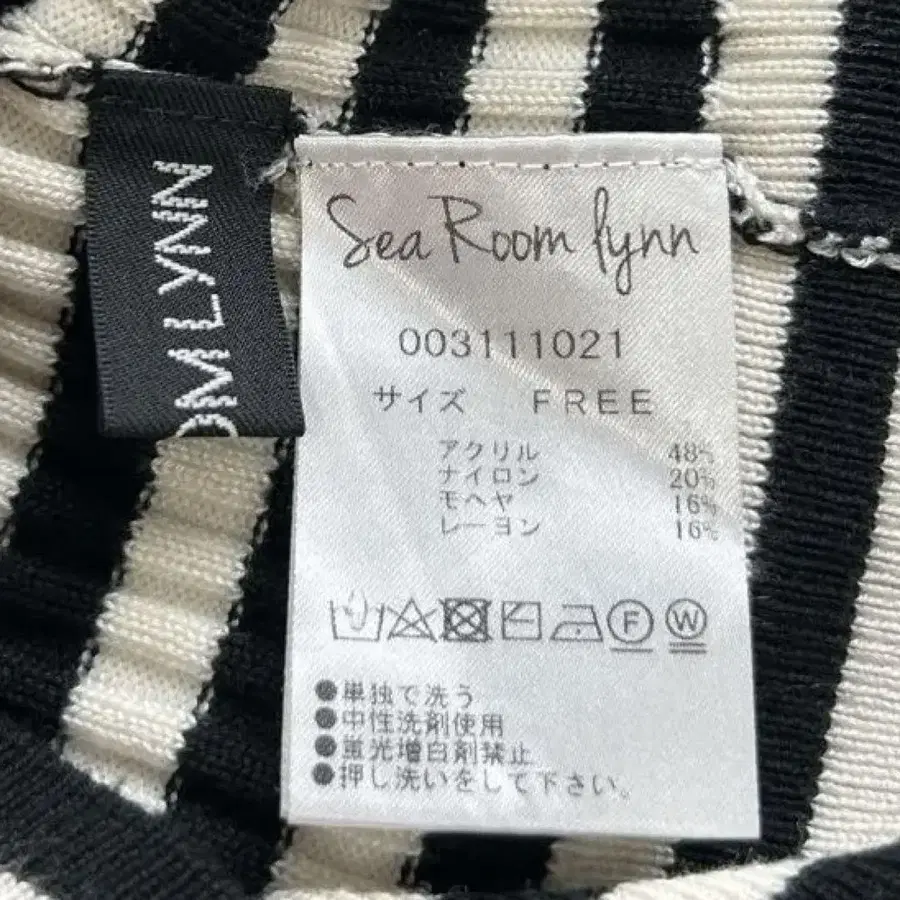 OM LYNN
Sea Room lynn
003111021
サイズ FREE
アクリル 48%
ナイロン 20%
モヘヤ 16%
レーヨン 16%
F W
●単独で洗う
●中性洗剤使用
●蛍光増白剤禁止
●押し洗いをして下さい。